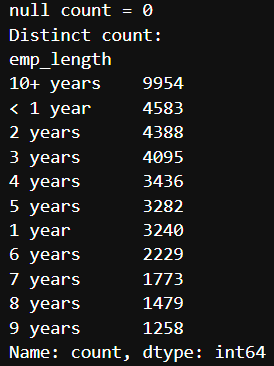 null count = 0
Distinct count:
emp_length
10+ years    9954
< 1 year     4583
2 years      4388
3 years      4095
4 years      3436
5 years      3282
1 year       3240
6 years      2229
7 years      1773
8 years      1479
9 years      1258
Name: count, dtype: int64